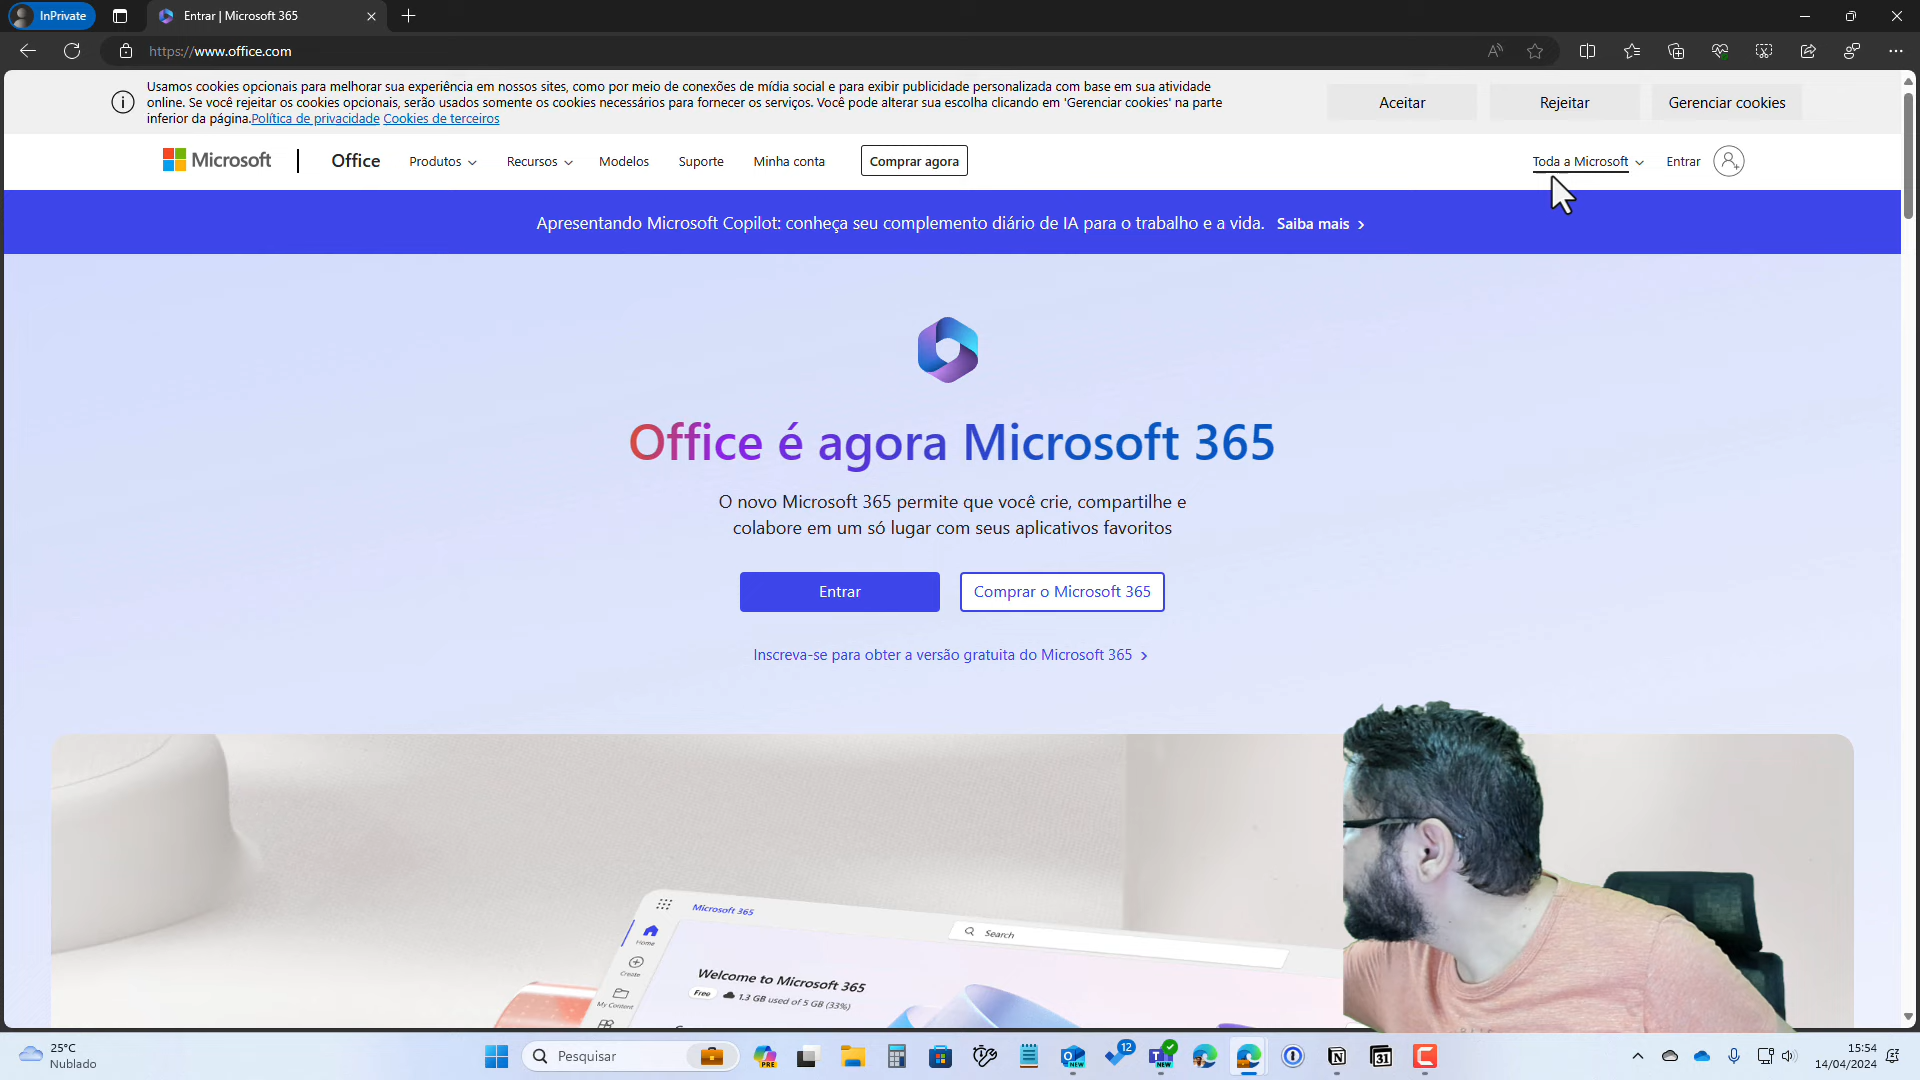 InPrivate
Entrar | Microsoft 365
https://www.office.com
Usamos cookies opcionais para melhorar sua experiência em nossos sites, como por meio de conexões de mídia social e para exibir publicidade personalizada com base em sua atividade
online. Se você rejeitar os cookies opcionais, serão usados somente os cookies necessários para fornecer os serviços. Você pode alterar sua escolha clicando em 'Gerenciar cookies' na parte
inferior da página.Política de privacidade Cookies de terceiros
Aceitar
Rejeitar
Gerenciar cookies
Microsoft
Office
Produtos
Recursos
Modelos
Suporte
Minha conta
Comprar agora
Toda a Microsoft
Entrar
Apresentando Microsoft Copilot: conheça seu complemento diário de IA para o trabalho e a vida. Saiba mais
Office é agora Microsoft 365
O novo Microsoft 365 permite que você crie, compartilhe e
colabore em um só lugar com seus aplicativos favoritos
Entrar
Comprar o Microsoft 365
Inscreva-se para obter a versão gratuita do Microsoft 365
Microsoft 365
Search
Home
Create
My Content
Welcome to Microsoft 365
Free
1.3 GB used of 5 GB (33%)
25°C
Nublado
Pesquisar
PRE
NEW
12
NEW
31
15:54
14/04/2024